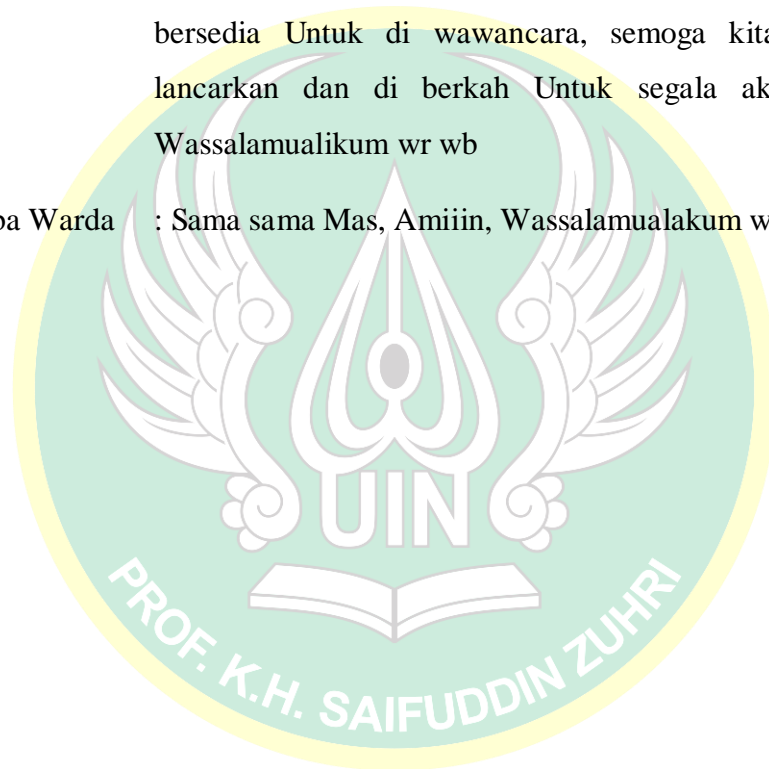 bersedia Untuk di wawancara, semoga kita
lancarkan dan di berkah Untuk segala ak
Wassalamualikum wr wb
ba Warda : Sama sama Mas, Amiiin, Wassalamualakum w
UIN
PROF. K.H. SAIFUDDIN ZUHRI